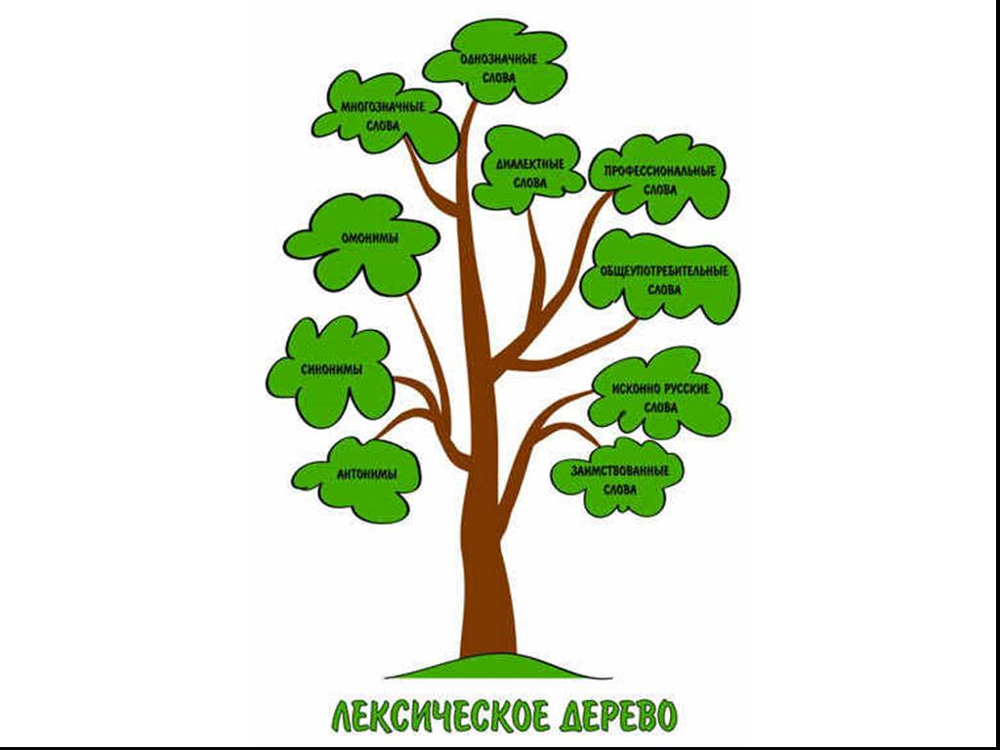 ОДНОЗНАЧНЫЕ
СЛОВА
МНОГОЗНАЧНЫЕ
СЛОВА
ДИАЛЕКТНЫЕ
СЛОВА
ПРОФЕССИОНАЛЬНЫЕ
СЛОВА
ОМОНИМЫ
ОБЩЕУПОТРЕБИТЕЛЬНЫЕ
СЛОВА
СИНОНИМЫ
ИСКОННО РУССКИЕ
СЛОВА
АНТОНИМЫ
ЗАИМСТВОВАННЫЕ
СЛОВА
ЛЕКСИЧЕСКОЕ ДЕРЕВО